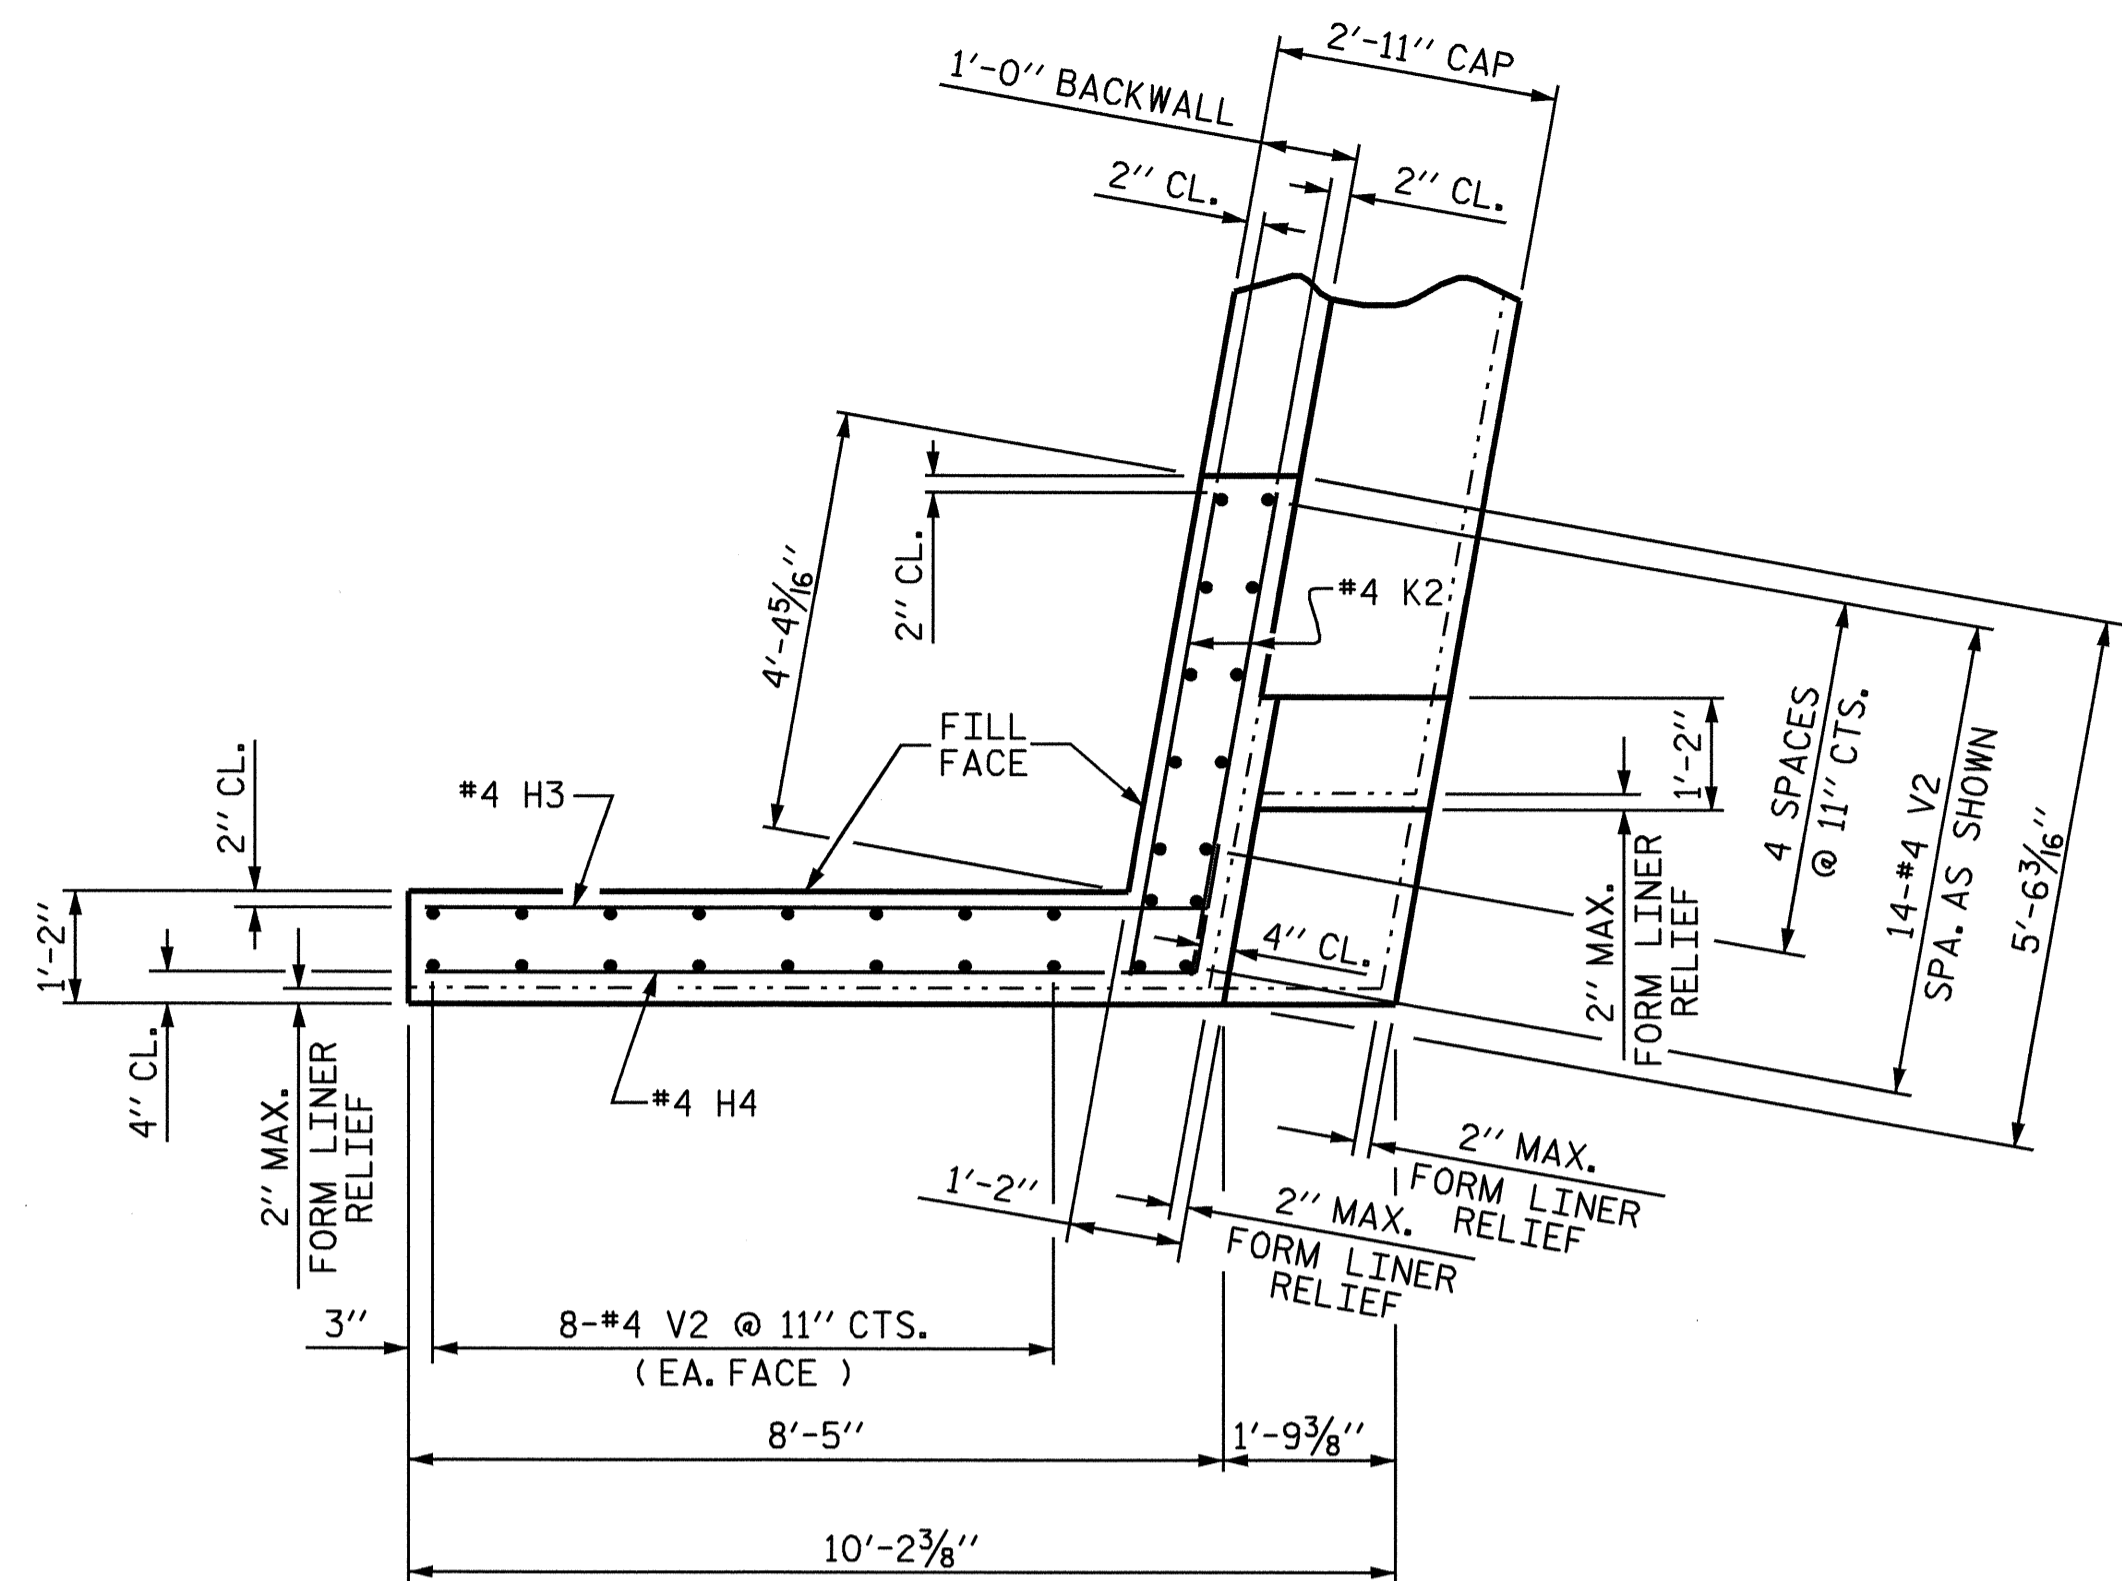 2'-11" CAP
1'-0" BACKWALL
2" CL.
2" CL.
#4 K2
2" CL.
4'-4 5/16"
FILL
FACE
#4 H3
2" CL.
1'-2"
4" CL.
2" MAX.
FORM LINER
RELIEF
#4 H4
4" CL.
1'-2"
2" MAX.
FORM LINER
RELIEF
4 SPACES
@ 11" CTS.
14-#4 V2
SPA. AS SHOWN
5'-6 3/16"
1'-2"
2" MAX.
FORM LINER
RELIEF
2" MAX.
FORM LINER
RELIEF
3"
8-#4 V2 @ 11" CTS.
( EA. FACE )
8'-5"
1'-9 3/8"
10'-2 3/8"